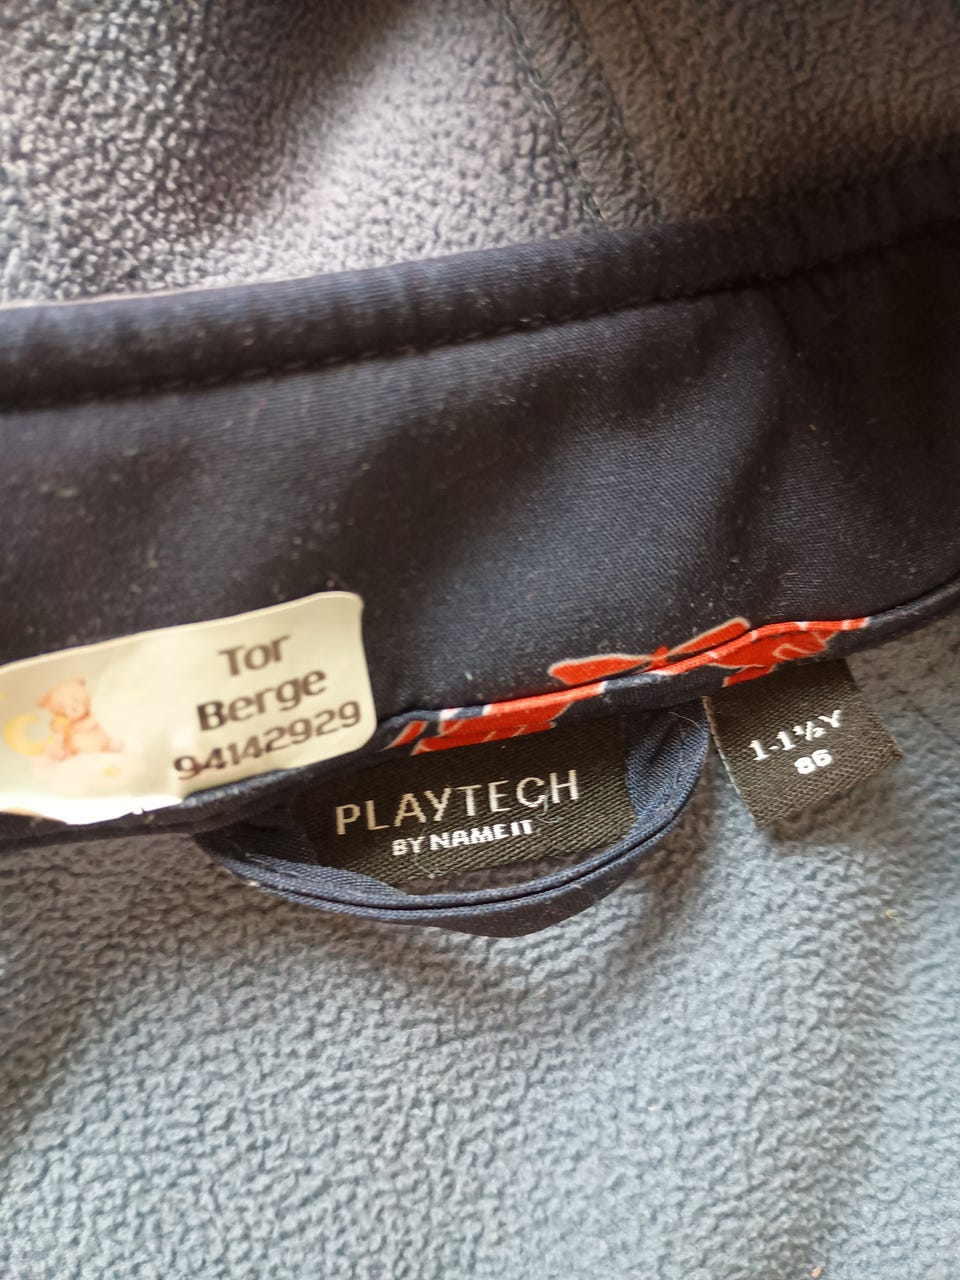 Tor
Berge
94142929
PLAYTECH
BY NAME IT
1-1½Y
86